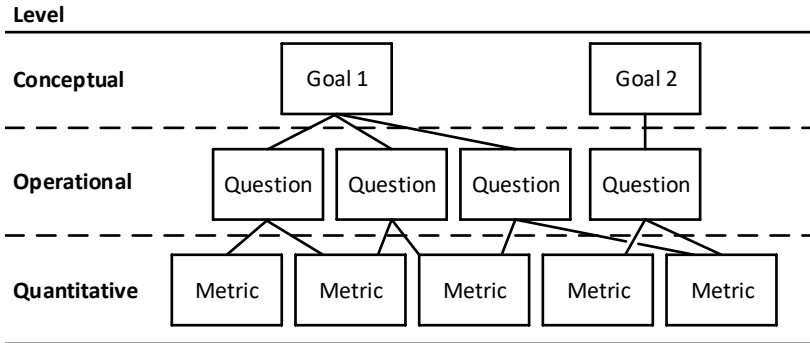 Level
Conceptual
Goal 1
Goal 2
Operational
Question
Question
Question
Question
Quantitative
Metric
Metric
Metric
Metric
Metric